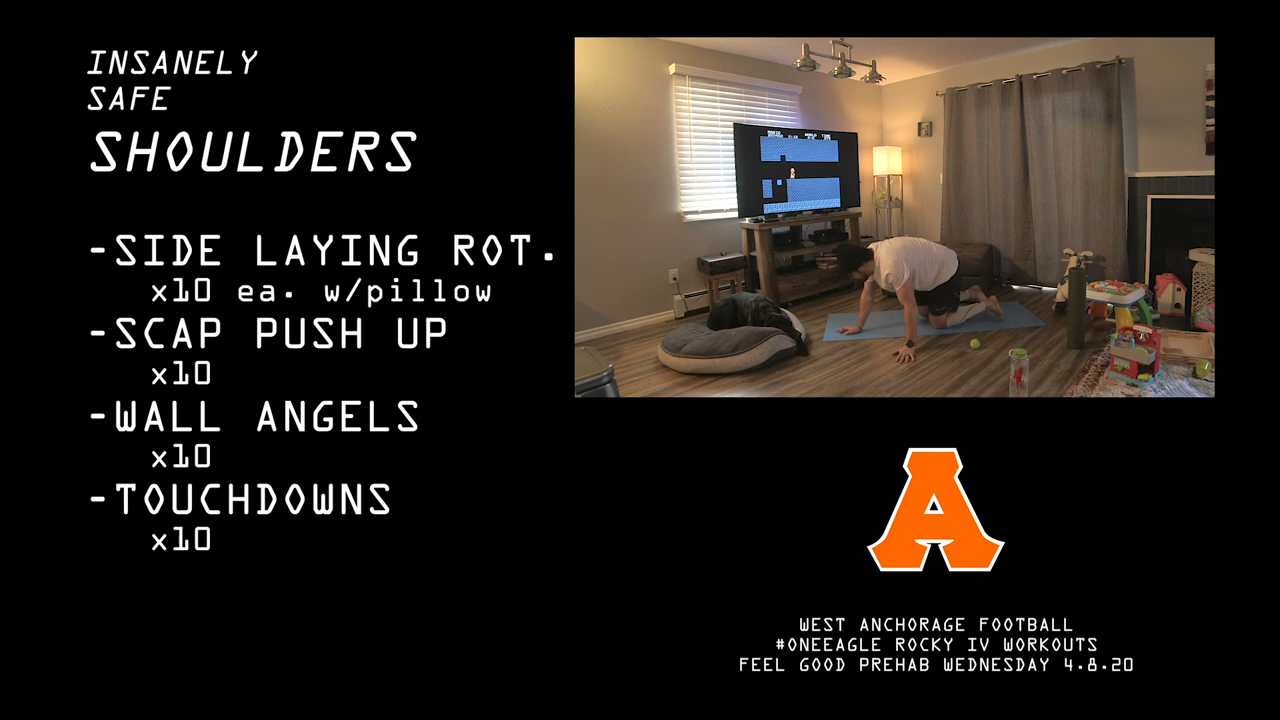 INSANELY
SAFE
SHOULDERS
-SIDE LAYING ROT.
x10 ea. w/pillow
-SCAP PUSH UP
x10
-WALL ANGELS
x10
-TOUCHDOWNS
x10
A
WEST ANCHORAGE FOOTBALL
#ONEEAGLE ROCKY IV WORKOUTS
FEEL GOOD PREHAB WEDNESDAY 4.8.20